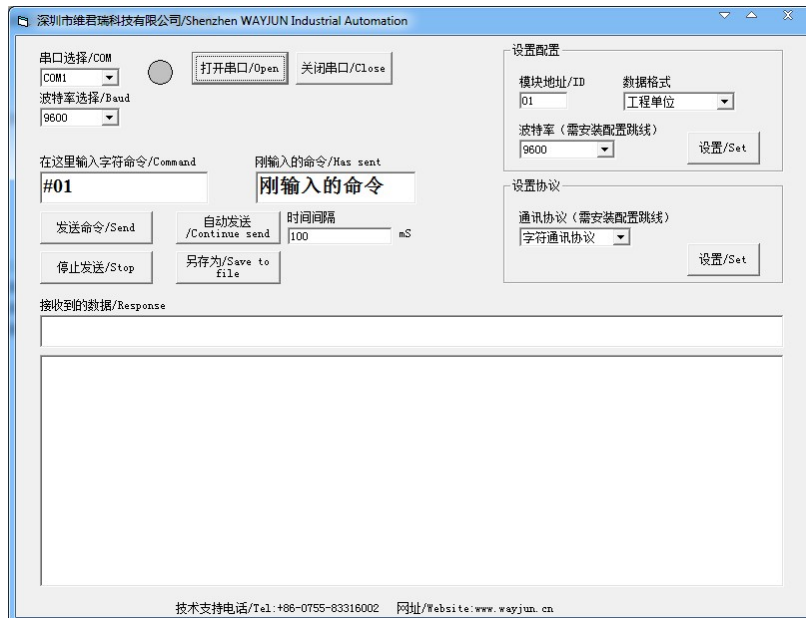 深圳市维君瑞科技有限公司/Shenzhen WAYJUN Industrial Automation
串口选择/COM
COM1
打开串口/Open
关闭串口/Close
波特率选择/Baud
9600
在这里输入字符命令/Command
刚输入的命令/Has sent
#01
刚输入的命令
发送命令/Send
自动发送
/Continue send
时间间隔
100
mS
停止发送/Stop
另存为/Save to
file
设置配置
模块地址/ID
数据格式
01
工程单位
波特率（需安装配置跳线）
9600
设置/Set
设置协议
通讯协议（需安装配置跳线）
字符通讯协议
设置/Set
接收到的数据/Response
技术支持电话/Tel:+86-0755-83316002 网址/Website:www.wayjun.cn